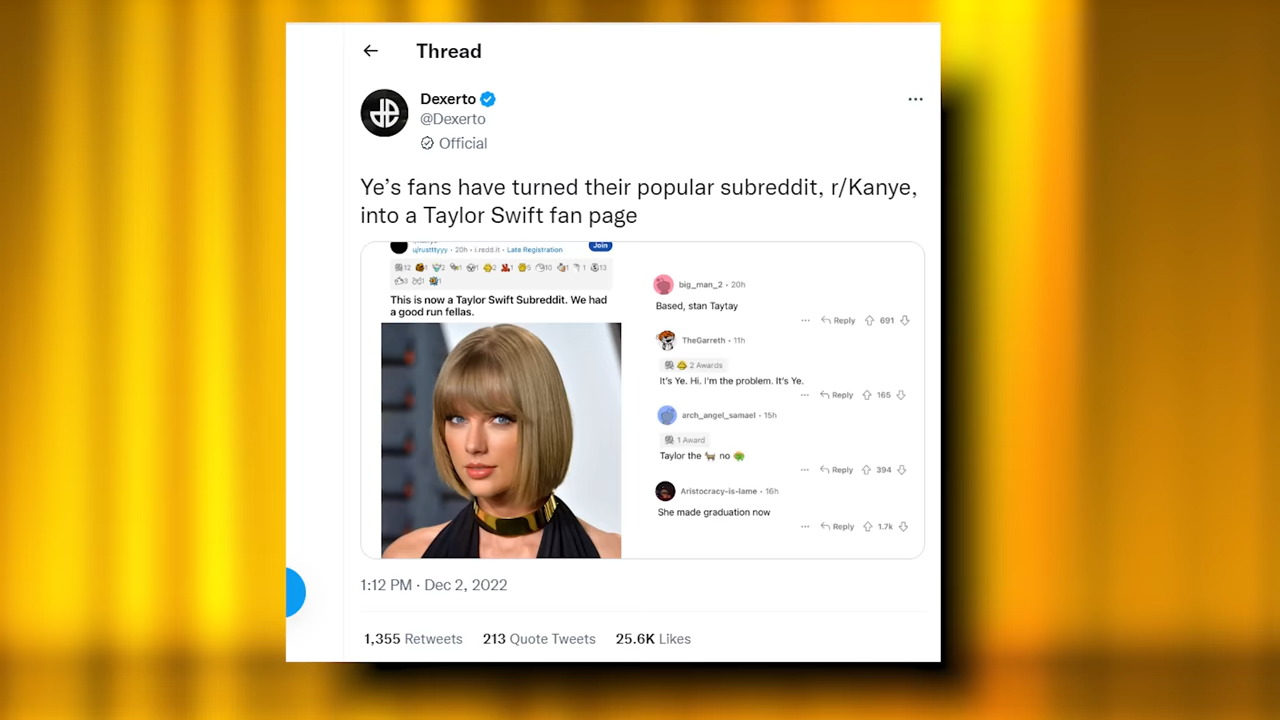 Thread
Dexerto
@Dexerto
Official
Ye’s fans have turned their popular subreddit, r/Kanye,
into a Taylor Swift fan page
u/rusttyyy · 20h · i.redd.it · Late Registration
Join
This is now a Taylor Swift Subreddit. We had
a good run fellas.
big_man_2 · 20h
Based, stan Taytay
Reply 691
TheGarreth · 11h
2 Awards
It's Ye. Hi. I'm the problem. It's Ye.
Reply 165
arch_angel_samael · 15h
1 Award
Taylor the 🐐 no 🧢
Reply 394
Aristocracy-is-lame · 16h
She made graduation now
Reply 1.7k
1:12 PM · Dec 2, 2022
1,355 Retweets 213 Quote Tweets 25.6K Likes